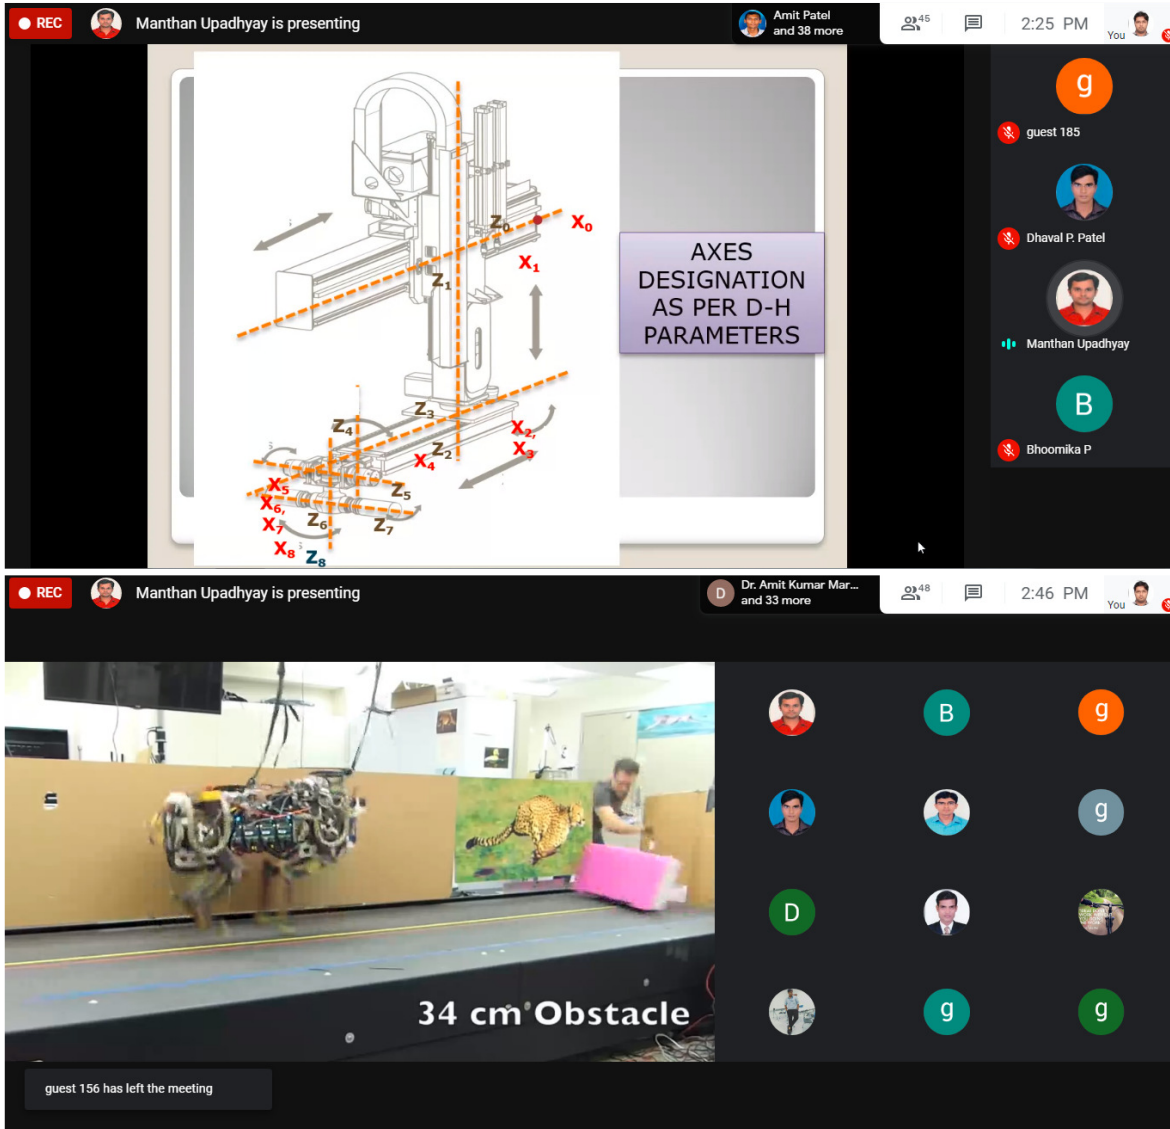 REC
Manthan Upadhyay is presenting
Amit Patel
and 38 more
45
2:25 PM
You
g
guest 185
Dhaval P. Patel
Manthan Upadhyay
B
Bhoomika P
Z0
X0
X1
Z1
AXES
DESIGNATION
AS PER D-H
PARAMETERS
Z3
Z4
X2,
X3
Z2
X4
X5
Z5
X6,
X7
Z6
Z7
X8
Z8
REC
Manthan Upadhyay is presenting
D
Dr. Amit Kumar Mar...
and 33 more
48
2:46 PM
You
B
g
g
D
g
g
34 cm Obstacle
guest 156 has left the meeting